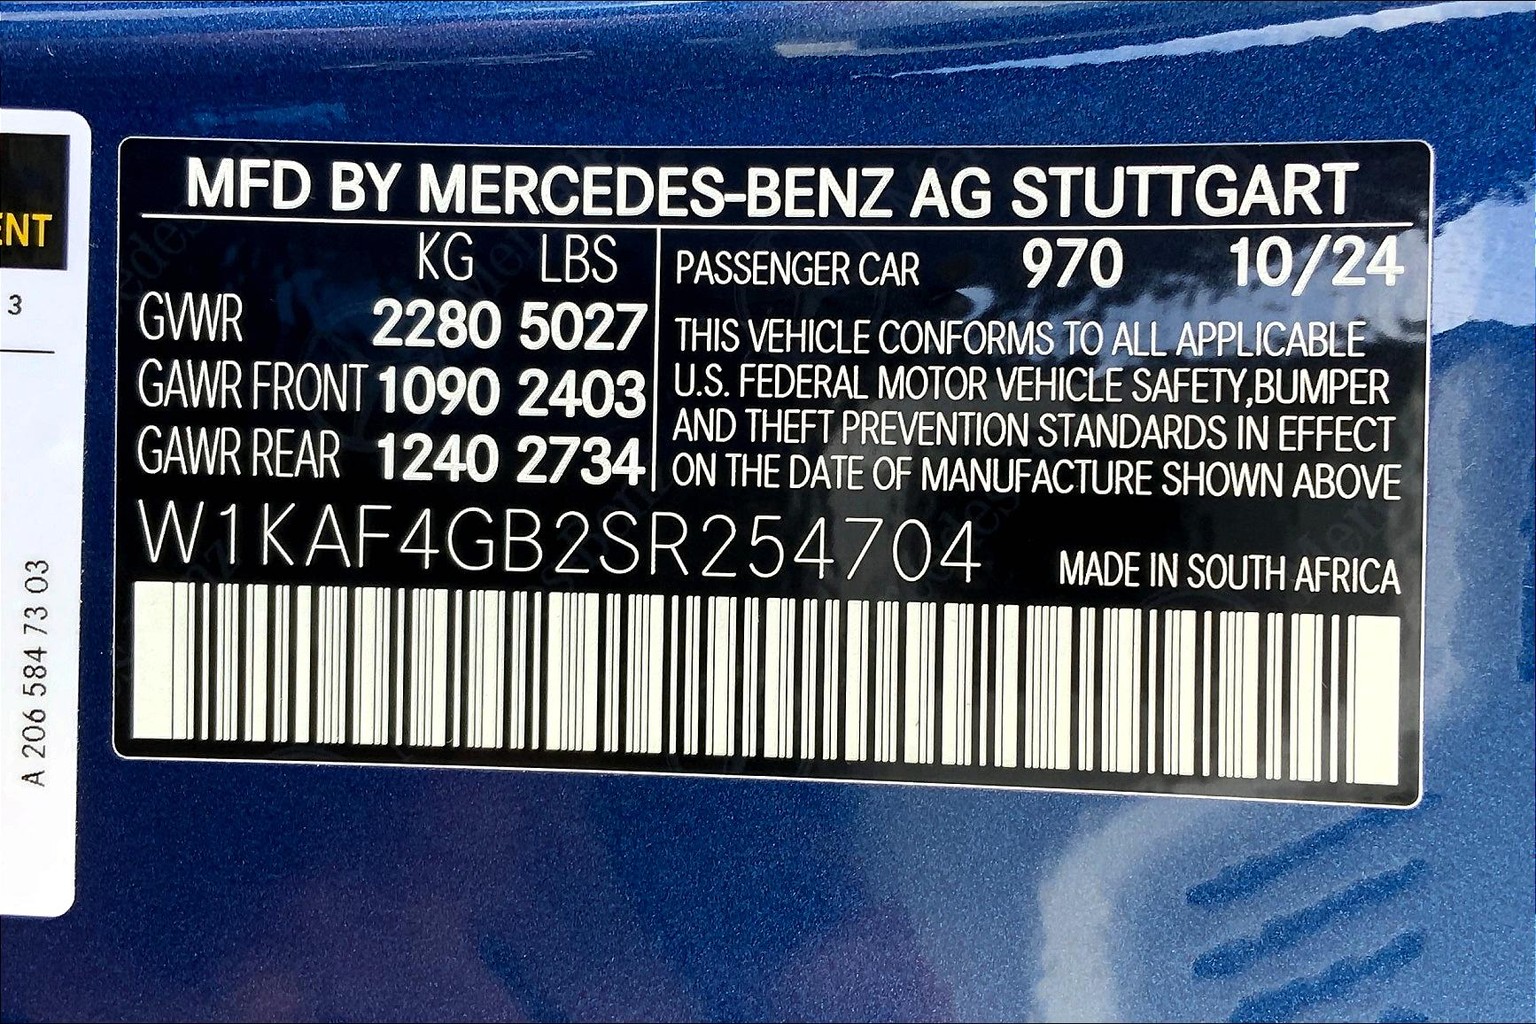 MFD BY MERCEDES-BENZ AG STUTTGART
KG LBS
GVWR 2280 5027
GAWR FRONT 1090 2403
GAWR REAR 1240 2734
PASSENGER CAR 970 10/24
THIS VEHICLE CONFORMS TO ALL APPLICABLE
U.S. FEDERAL MOTOR VEHICLE SAFETY,BUMPER
AND THEFT PREVENTION STANDARDS IN EFFECT
ON THE DATE OF MANUFACTURE SHOWN ABOVE
W1KAF4GB2SR254704
MADE IN SOUTH AFRICA
3
A 206 584 73 03